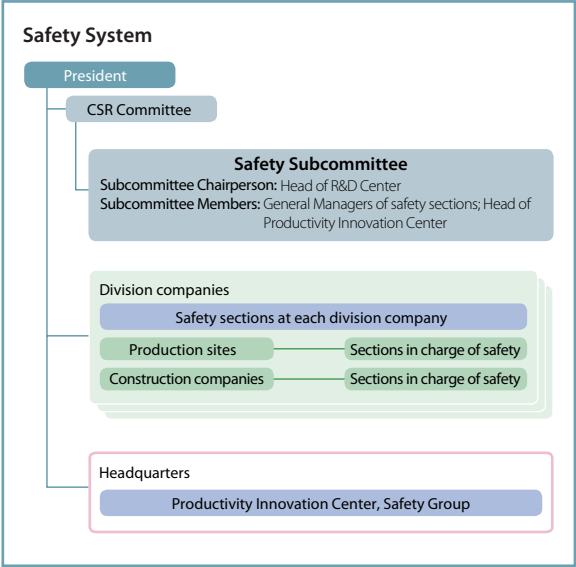 Safety System
President
CSR Committee
Safety Subcommittee
Subcommittee Chairperson: Head of R&D Center
Subcommittee Members: General Managers of safety sections; Head of
Productivity Innovation Center
Division companies
Safety sections at each division company
Production sites
Sections in charge of safety
Construction companies
Sections in charge of safety
Headquarters
Productivity Innovation Center, Safety Group